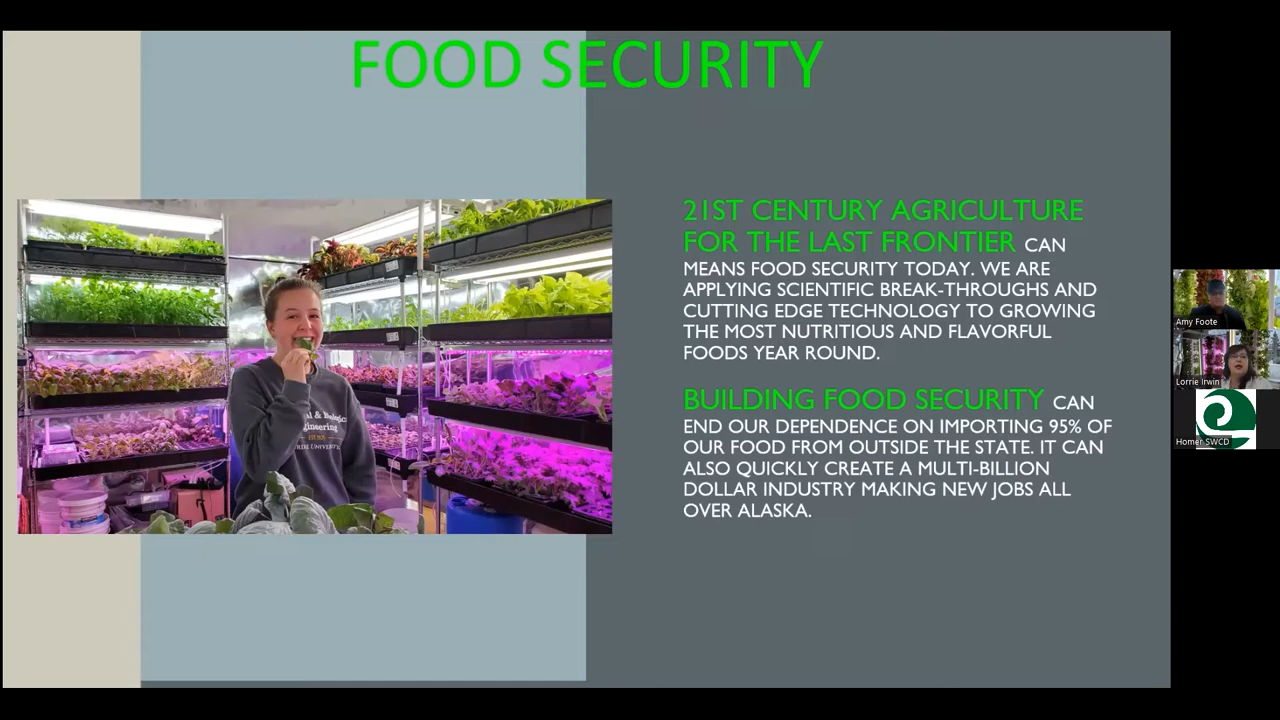 FOOD SECURITY
21ST CENTURY AGRICULTURE
FOR THE LAST FRONTIER CAN
MEANS FOOD SECURITY TODAY. WE ARE
APPLYING SCIENTIFIC BREAK-THROUGHS AND
CUTTING EDGE TECHNOLOGY TO GROWING
THE MOST NUTRITIOUS AND FLAVORFUL
FOODS YEAR ROUND.
BUILDING FOOD SECURITY CAN
END OUR DEPENDENCE ON IMPORTING 95% OF
OUR FOOD FROM OUTSIDE THE STATE. IT CAN
ALSO QUICKLY CREATE A MULTI-BILLION
DOLLAR INDUSTRY MAKING NEW JOBS ALL
OVER ALASKA.
Amy Foote
Lorrie Irwin
Homer SWCD